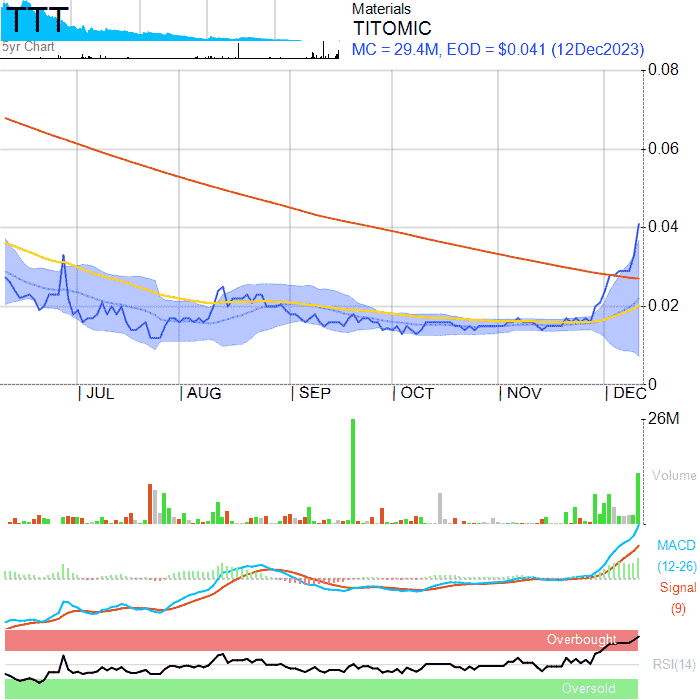 TTT
5yr Chart
Materials
TITOMIC
MC = 29.4M, EOD = $0.041 (12Dec2023)
0.08
0.06
0.04
0.02
0
JUL AUG SEP OCT NOV DEC
26M
Volume
MACD
(12-26)
Signal
(9)
Overbought
RSI(14)
Oversold